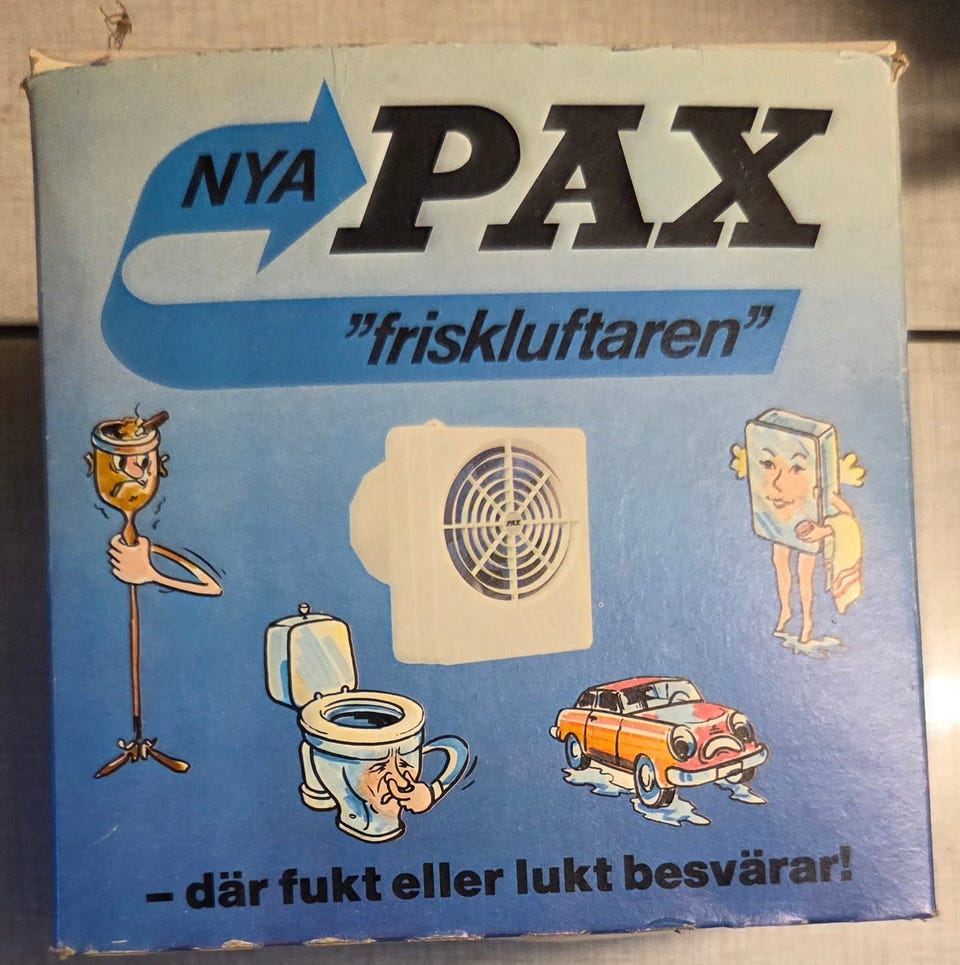 NYA PAX
”friskluftaren”
PAX
– där fukt eller lukt besvärar!